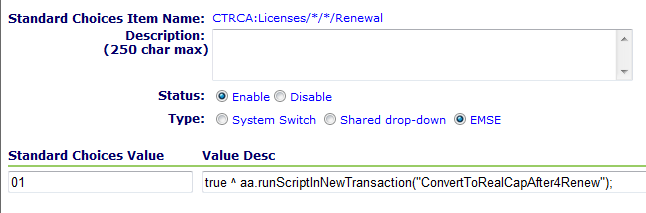 Standard Choices Item Name: CTRCA:Licenses/*/*/Renewal
Description:
(250 char max)
Status: Enable Disable
Type: System Switch Shared drop-down EMSE
Standard Choices Value Value Desc
01 true ^ aa.runScriptInNewTransaction("ConvertToRealCapAfter4Renew");